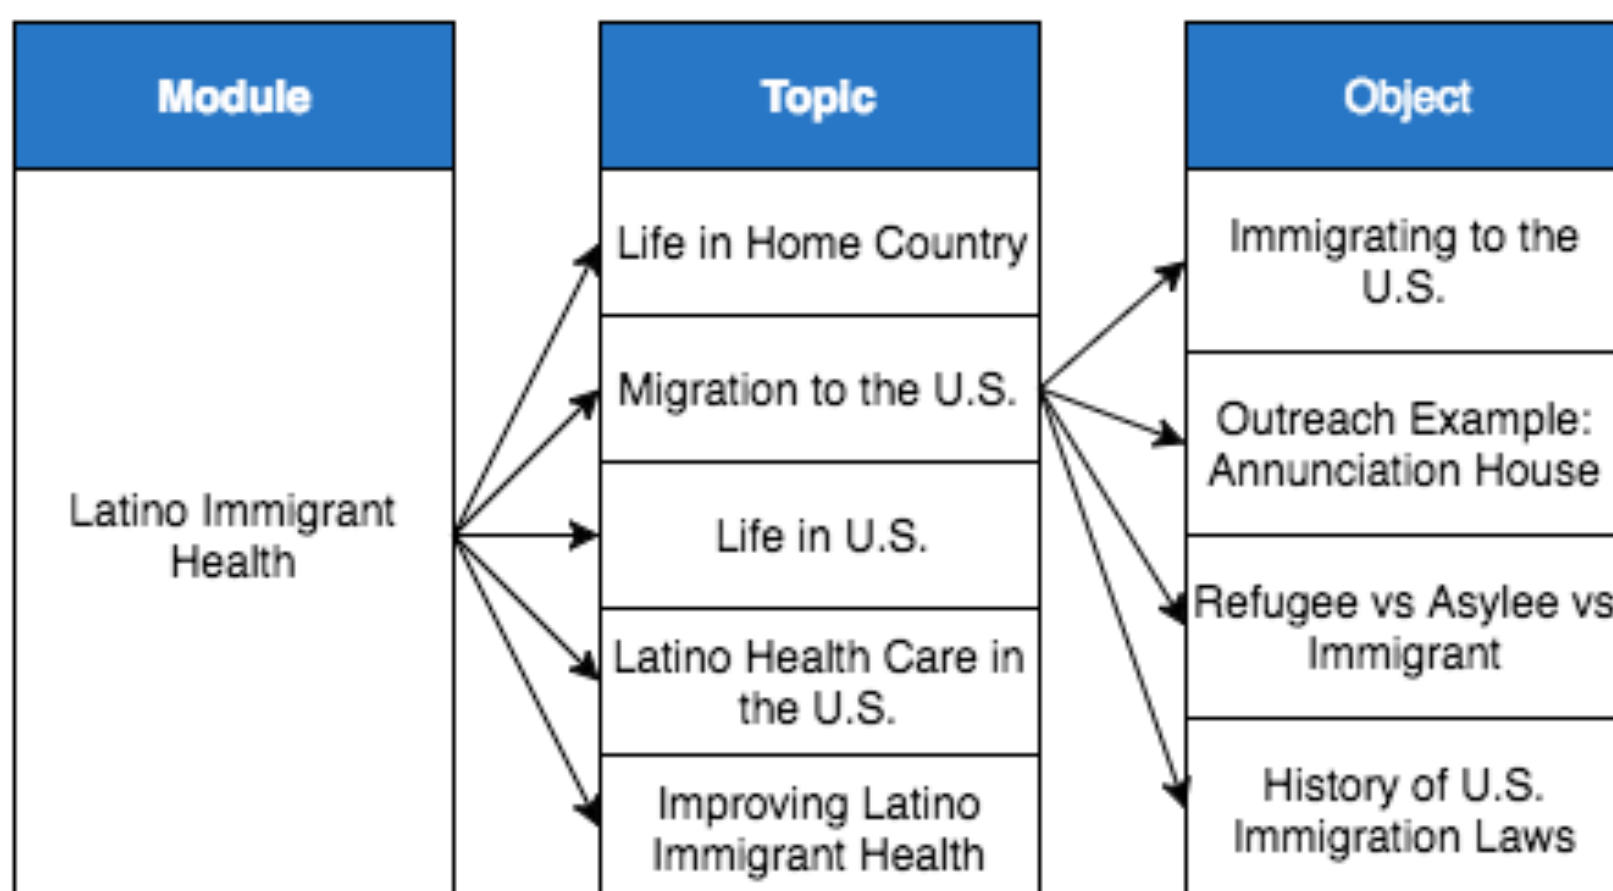 Module
Topic
Object
Latino Immigrant
Health
Life in Home Country
Migration to the U.S.
Life in U.S.
Latino Health Care in
the U.S.
Improving Latino
Immigrant Health
Immigrating to the
U.S.
Outreach Example:
Annunciation House
Refugee vs Asylee vs
Immigrant
History of U.S.
Immigration Laws